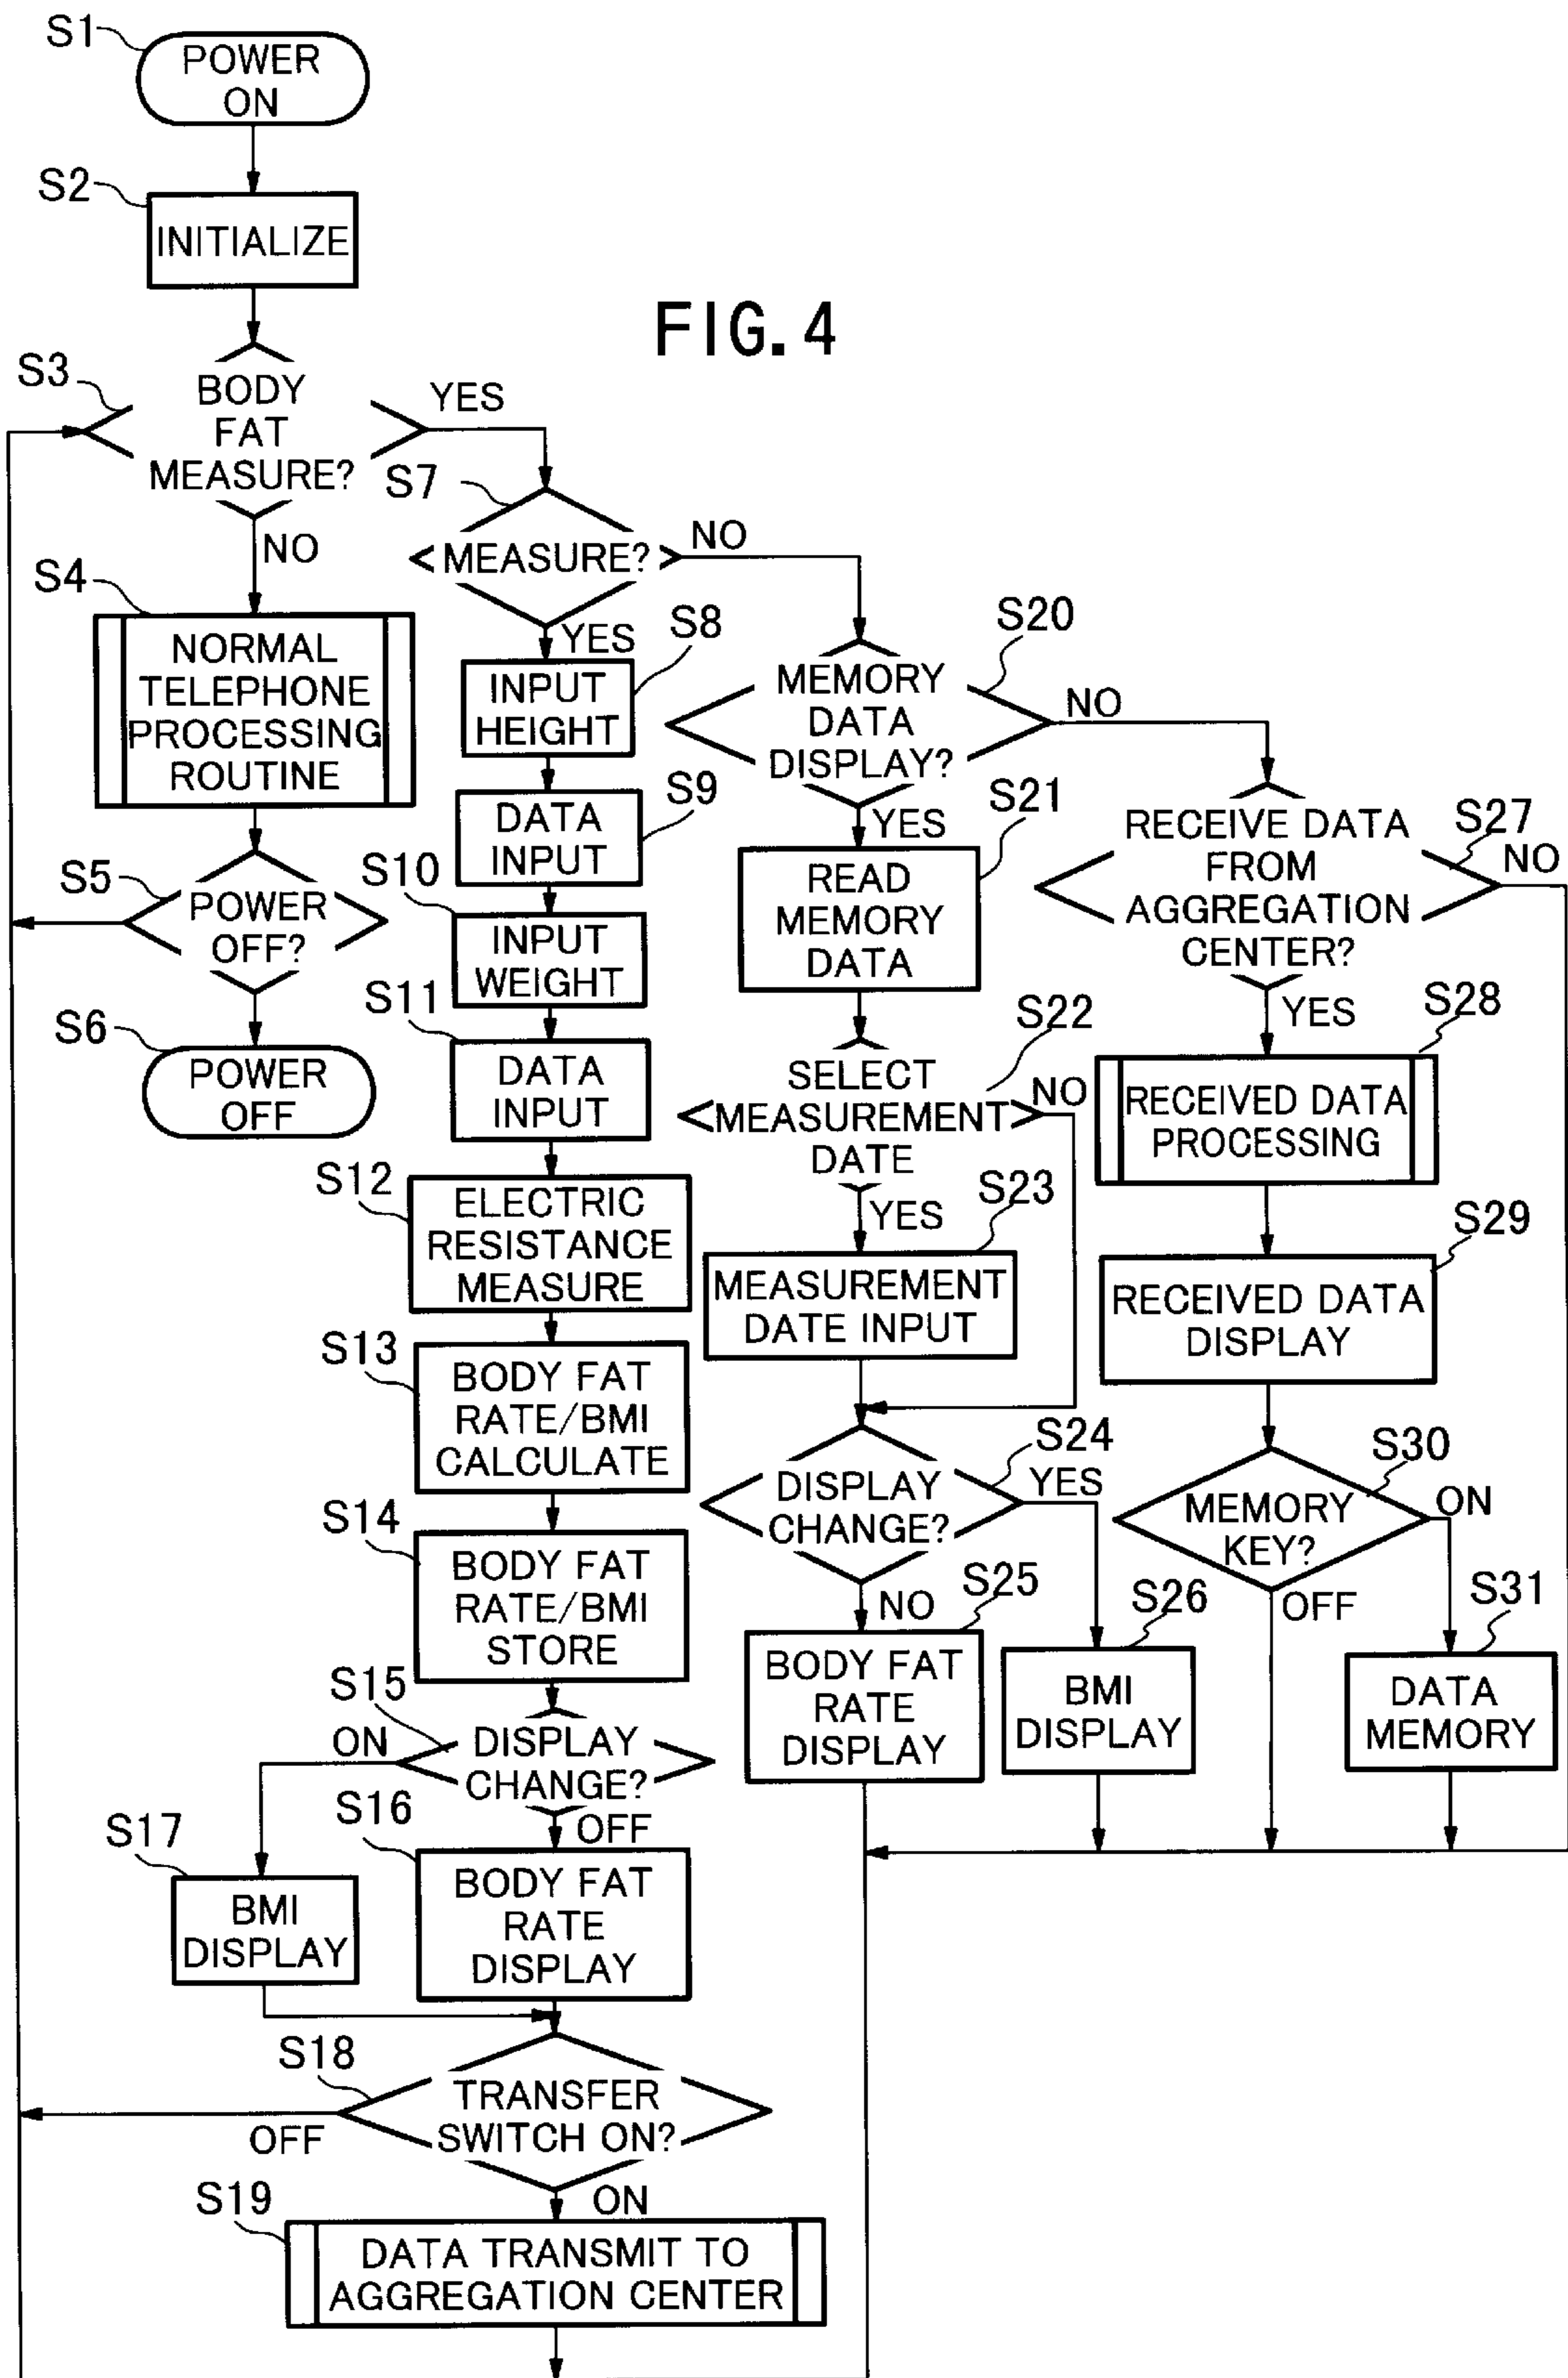 S1
POWER
ON
S2
INITIALIZE
FIG. 4
S3
BODY
FAT
MEASURE?
YES
NO
S4
NORMAL
TELEPHONE
PROCESSING
ROUTINE
S5
POWER
OFF?
S6
POWER
OFF
S7
MEASURE?
NO
YES
S8
INPUT
HEIGHT
S9
DATA
INPUT
S10
INPUT
WEIGHT
S11
DATA
INPUT
S12
ELECTRIC
RESISTANCE
MEASURE
S13
BODY FAT
RATE/BMI
CALCULATE
S14
BODY FAT
RATE/BMI
STORE
S15
ON
DISPLAY
CHANGE?
OFF
S16
BODY FAT
RATE
DISPLAY
S17
BMI
DISPLAY
S18
TRANSFER
SWITCH ON?
OFF
ON
S19
DATA TRANSMIT TO
AGGREGATION CENTER
S20
MEMORY
DATA
DISPLAY?
NO
YES
S21
READ
MEMORY
DATA
S22
SELECT
MEASUREMENT
DATE
NO
YES
S23
MEASUREMENT
DATE INPUT
S24
DISPLAY
CHANGE?
YES
NO
S25
BODY FAT
RATE
DISPLAY
S26
BMI
DISPLAY
S27
RECEIVE DATA
FROM
AGGREGATION
CENTER?
NO
YES
S28
RECEIVED DATA
PROCESSING
S29
RECEIVED DATA
DISPLAY
S30
MEMORY
KEY?
ON
OFF
S31
DATA
MEMORY